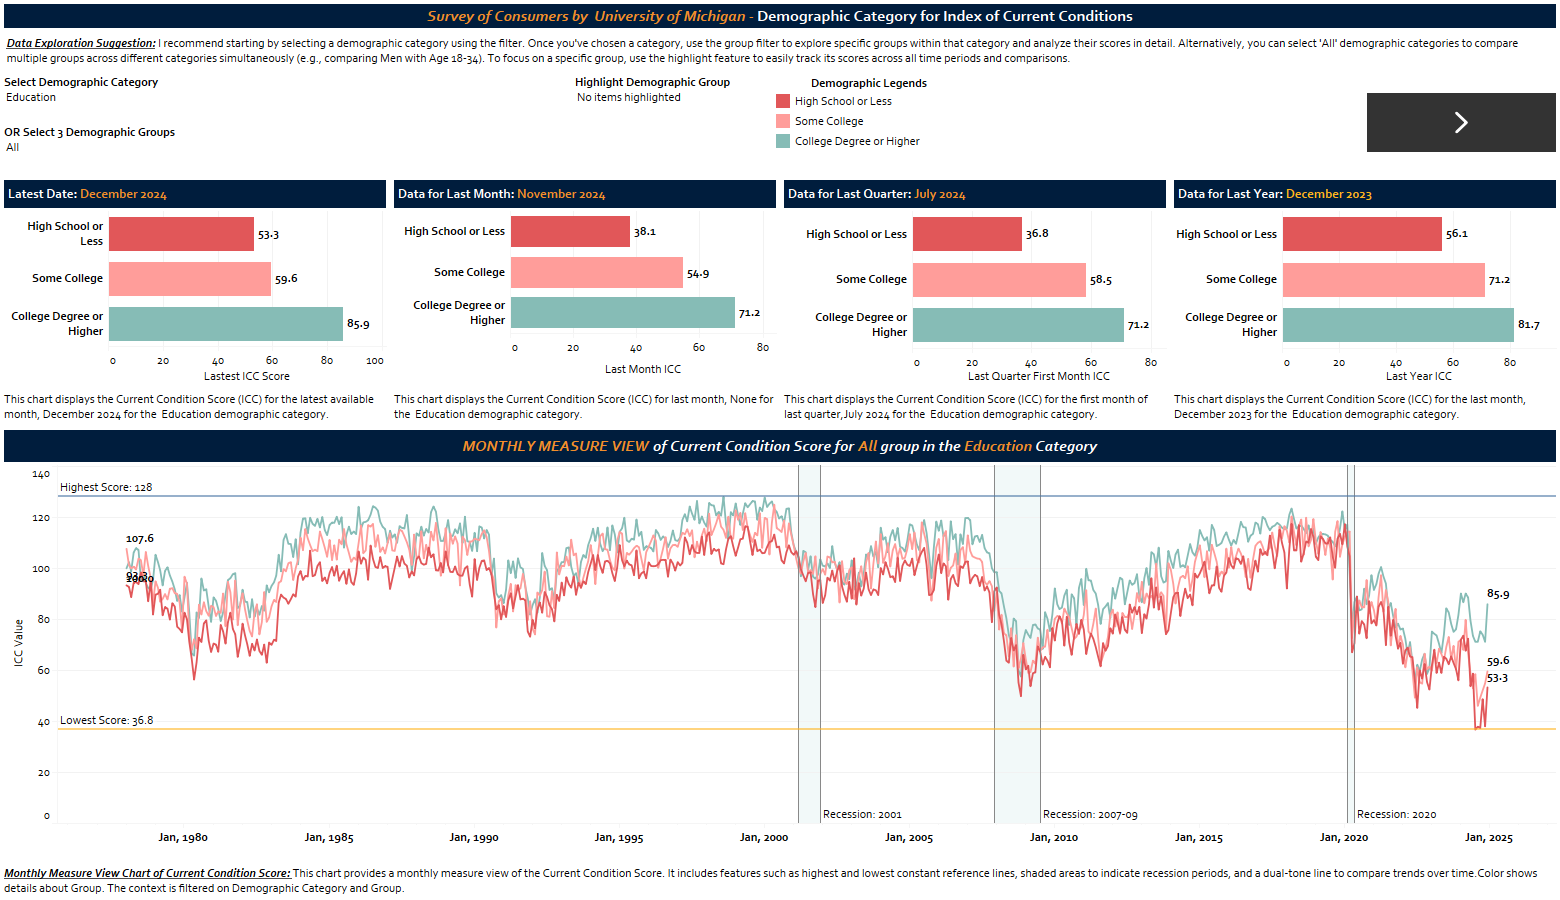 Survey of Consumers by  University of Michigan - Demographic Category for Index of Current Conditions
Data Exploration Suggestion: I recommend starting by selecting a demographic category using the filter. Once you've chosen a category, use the group filter to explore specific groups within that category and analyze their scores in detail. Alternatively, you can select 'All' demographic categories to compare
multiple groups across different categories simultaneously (e.g., comparing Men with Age 18-34). To focus on a specific group, use the highlight feature to easily track its scores across all time periods and comparisons.
Select Demographic Category
Education
OR Select 3 Demographic Groups
All
Highlight Demographic Group
No items highlighted
Demographic Legends
High School or Less
Some College
College Degree or Higher
Latest Date: December 2024
High School or
Less
53.3
Some College
59.6
College Degree or
Higher
85.9
0 20 40 60 80 100
Lastest ICC Score
This chart displays the Current Condition Score (ICC) for the latest available
month, December 2024 for the  Education demographic category.
Data for Last Month: November 2024
High School or Less
38.1
Some College
54.9
College Degree or
Higher
71.2
0 20 40 60 80
Last Month ICC
This chart displays the Current Condition Score (ICC) for last month, None for
the  Education demographic category.
Data for Last Quarter: July 2024
High School or Less
36.8
Some College
58.5
College Degree or
Higher
71.2
0 20 40 60 80
Last Quarter First Month ICC
This chart displays the Current Condition Score (ICC) for the first month of
last quarter,July 2024 for the  Education demographic category.
Data for Last Year: December 2023
High School or Less
56.1
Some College
71.2
College Degree or
Higher
81.7
0 20 40 60 80
Last Year ICC
This chart displays the Current Condition Score (ICC) for the last month,
December 2023 for the  Education demographic category.
MONTHLY MEASURE VIEW of Current Condition Score for All group in the Education Category
ICC Value
140
120
100
80
60
40
20
0
Highest Score: 128
107.6
85.9
59.6
53.3
Lowest Score: 36.8
Recession: 2001
Recession: 2007-09
Recession: 2020
Jan, 1980 Jan, 1985 Jan, 1990 Jan, 1995 Jan, 2000 Jan, 2005 Jan, 2010 Jan, 2015 Jan, 2020 Jan, 2025
Monthly Measure View Chart of Current Condition Score: This chart provides a monthly measure view of the Current Condition Score. It includes features such as highest and lowest constant reference lines, shaded areas to indicate recession periods, and a dual-tone line to compare trends over time.Color shows
details about Group. The context is filtered on Demographic Category and Group.